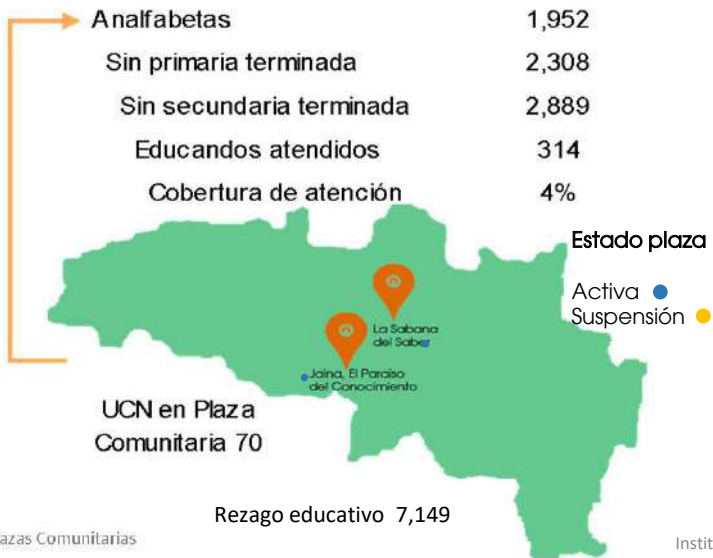 Analfabetas 1,952
Sin primaria terminada 2,308
Sin secundaria terminada 2,889
Educandos atendidos 314
Cobertura de atención 4%
Estado plaza
Activa
Suspensión
La Sabana
del Saber
Jaina, El Paraiso
del Conocimiento
UCN en Plaza
Comunitaria 70
Rezago educativo 7,149
azas Comunitarias
Instit